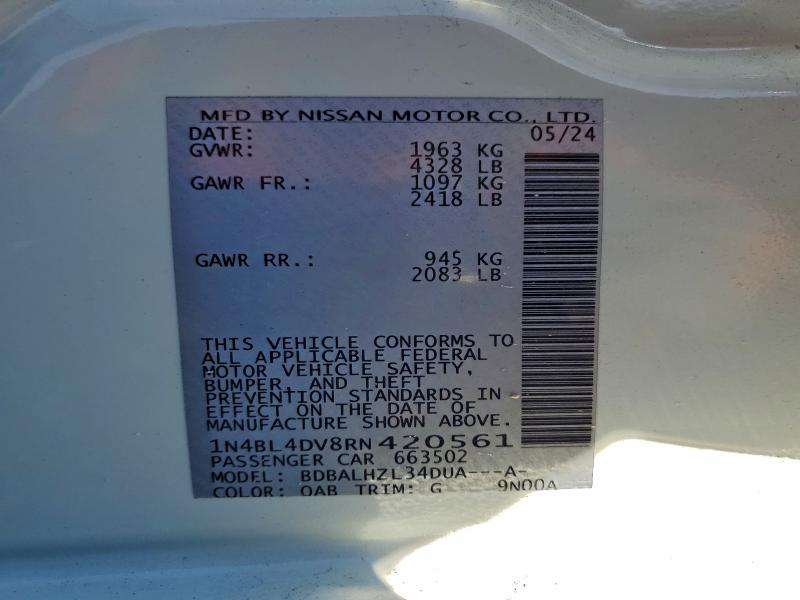 MFD BY NISSAN MOTOR CO., LTD.
DATE: 05/24
GVWR: 1963 KG
4328 LB
GAWR FR.: 1097 KG
2418 LB
GAWR RR.: 945 KG
2083 LB
THIS VEHICLE CONFORMS TO
ALL APPLICABLE FEDERAL
MOTOR VEHICLE SAFETY,
BUMPER, AND THEFT
PREVENTION STANDARDS IN
EFFECT ON THE DATE OF
MANUFACTURE SHOWN ABOVE.
1N4BL4DV8RN420561
PASSENGER CAR 663502
MODEL: BDBALHZL34DUA---A-
COLOR: QAB TRIM: G 9N00A